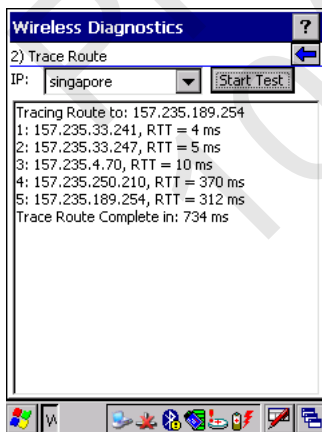 Wireless Diagnostics ?
2) Trace Route
IP: singapore Start Test
Tracing Route to: 157.235.189.254
1: 157.235.33.241, RTT = 4 ms
2: 157.235.33.247, RTT = 5 ms
3: 157.235.4.70, RTT = 10 ms
4: 157.235.250.210, RTT = 370 ms
5: 157.235.189.254, RTT = 312 ms
Trace Route Complete in: 734 ms